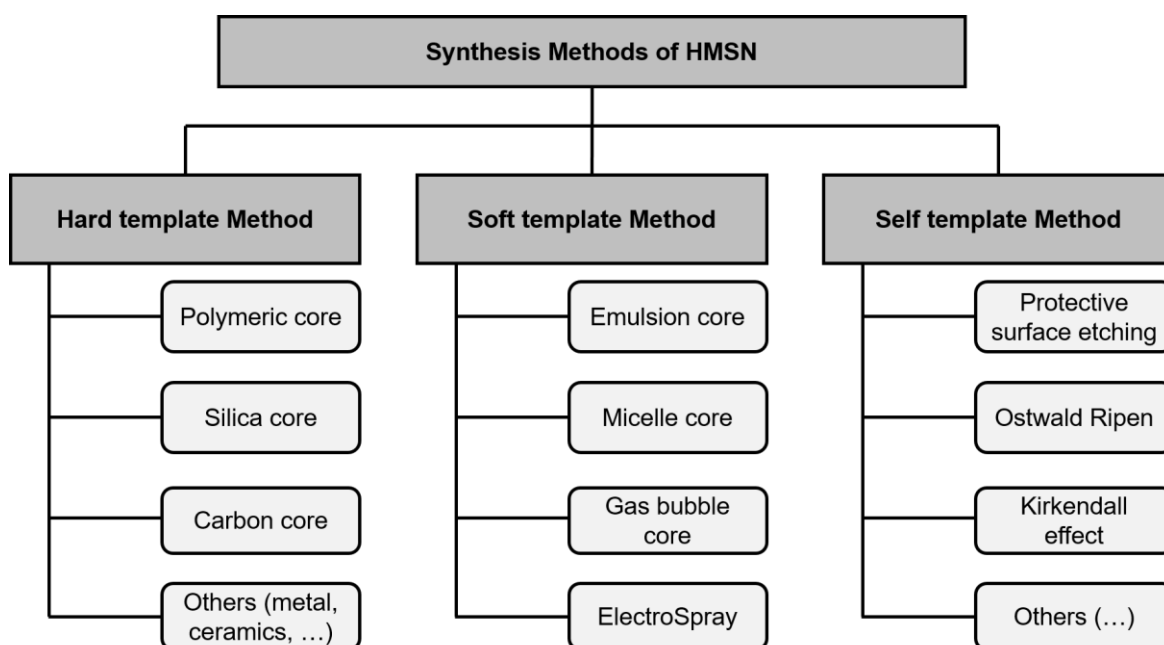 Synthesis Methods of HMSN
Hard template Method
Polymeric core
Silica core
Carbon core
Others (metal,
ceramics, …)
Soft template Method
Emulsion core
Micelle core
Gas bubble
core
ElectroSpray
Self template Method
Protective
surface etching
Ostwald Ripen
Kirkendall
effect
Others (…)